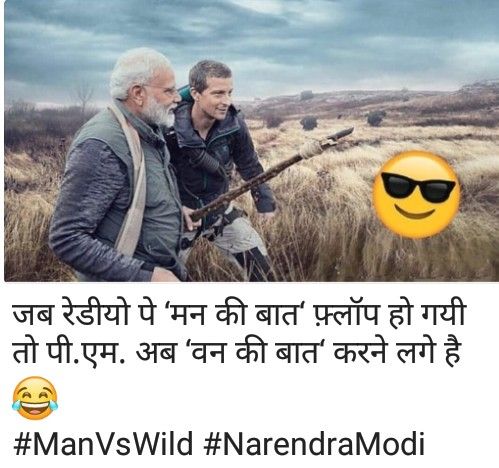 जब रेडीयो पे ‘मन की बात‘ फ़्लॉप हो गयी
तो पी.एम. अब ‘वन की बात‘ करने लगे है
😂
#ManVsWild #NarendraModi